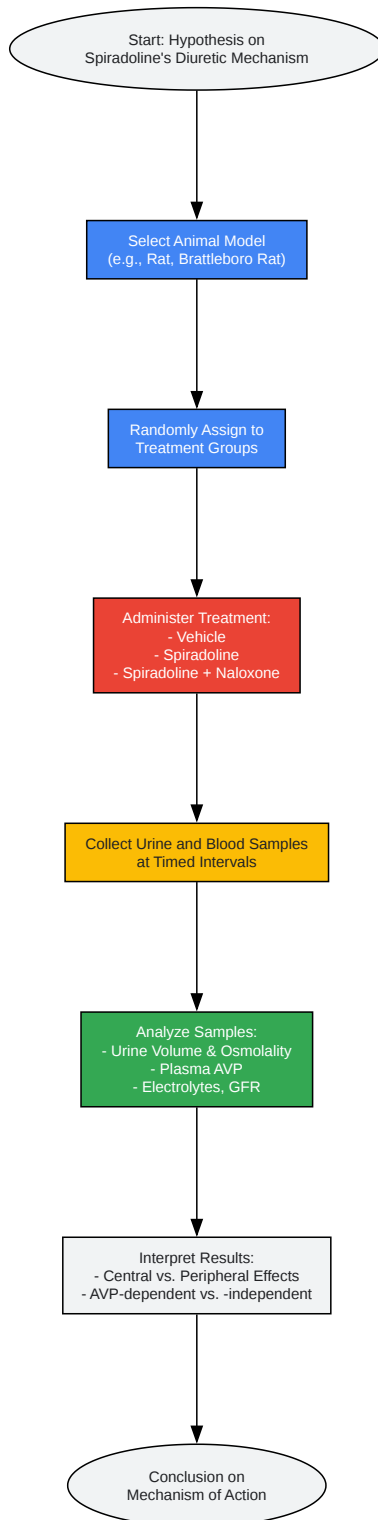 Start: Hypothesis on
Spiradoline's Diuretic Mechanism
Select Animal Model
(e.g., Rat, Brattleboro Rat)
Randomly Assign to
Treatment Groups
Administer Treatment:
- Vehicle
- Spiradoline
- Spiradoline + Naloxone
Collect Urine and Blood Samples
at Timed Intervals
Analyze Samples:
- Urine Volume & Osmolality
- Plasma AVP
- Electrolytes, GFR
Interpret Results:
- Central vs. Peripheral Effects
- AVP-dependent vs. -independent
Conclusion on
Mechanism of Action